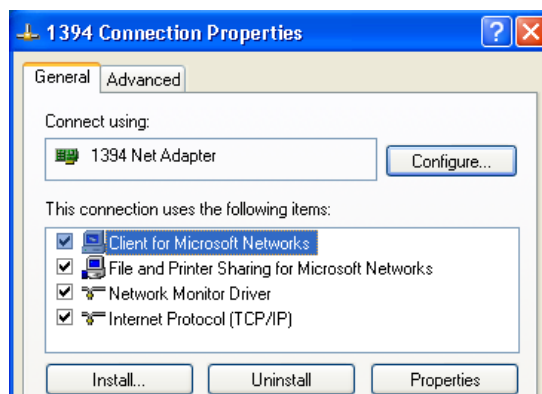 1394 Connection Properties
General Advanced
Connect using:
1394 Net Adapter
Configure...
This connection uses the following items:
Client for Microsoft Networks
File and Printer Sharing for Microsoft Networks
Network Monitor Driver
Internet Protocol (TCP/IP)
Install... Uninstall Properties